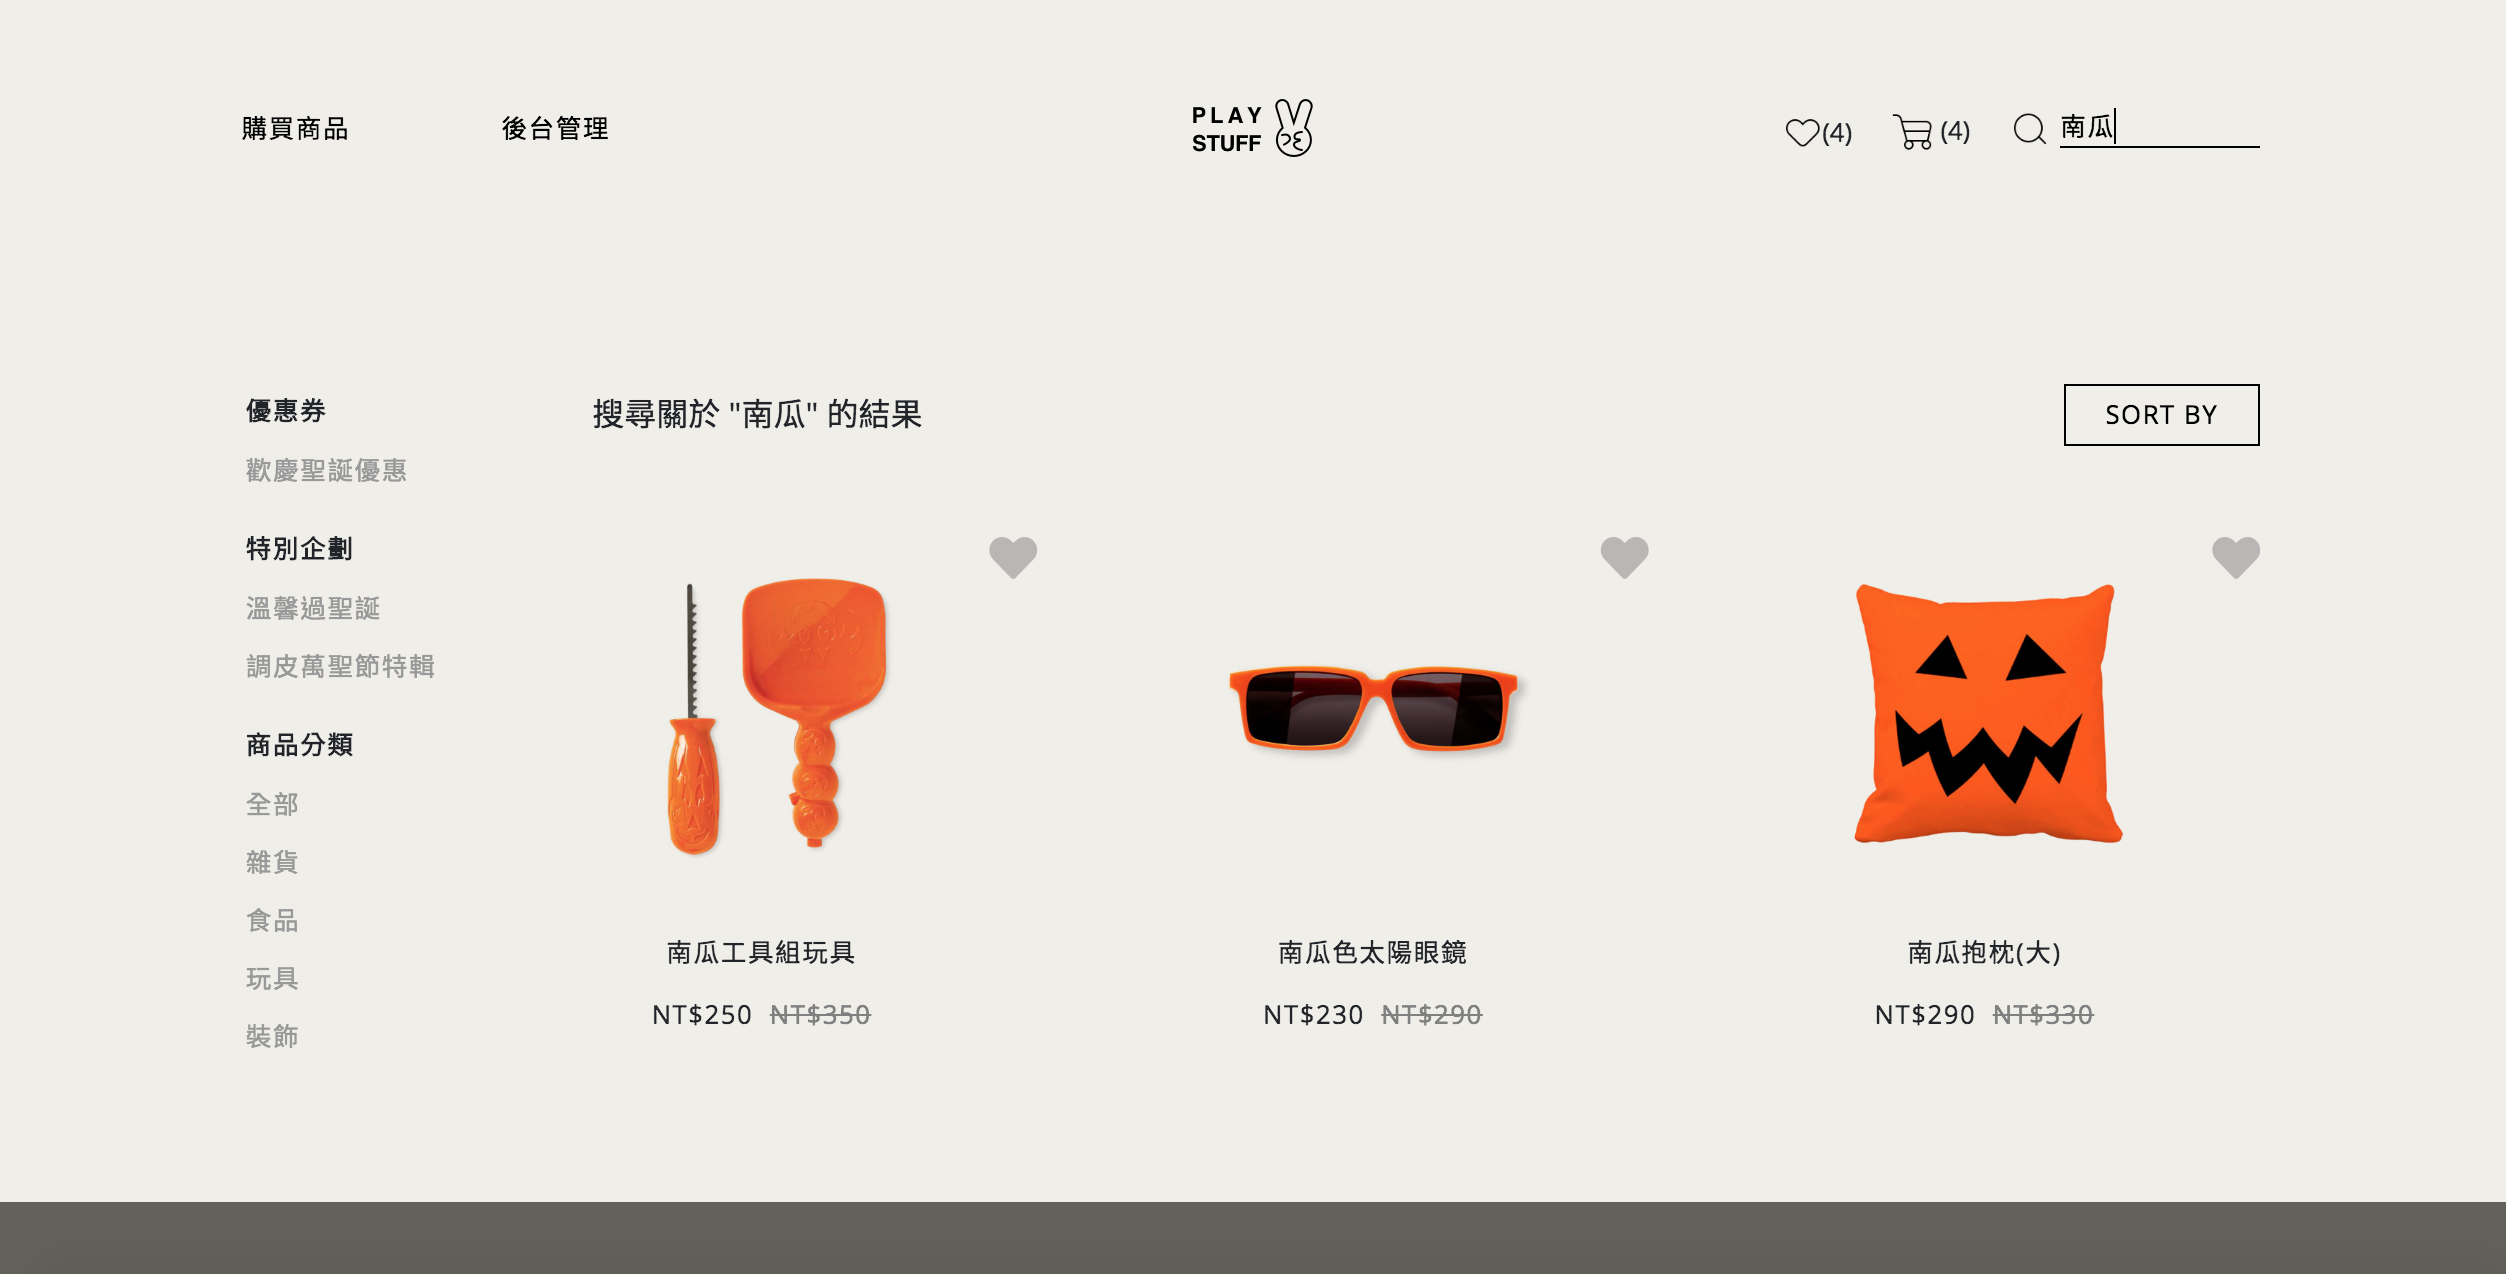 購買商品
後台管理
PLAY
STUFF
(4)
(4)
南瓜
優惠券
歡慶聖誕優惠
特別企劃
溫馨過聖誕
調皮萬聖節特輯
商品分類
全部
雜貨
食品
玩具
裝飾
搜尋關於 "南瓜" 的結果
SORT BY
南瓜工具組玩具
NT$250 NT$350
南瓜色太陽眼鏡
NT$230 NT$290
南瓜抱枕(大)
NT$290 NT$330